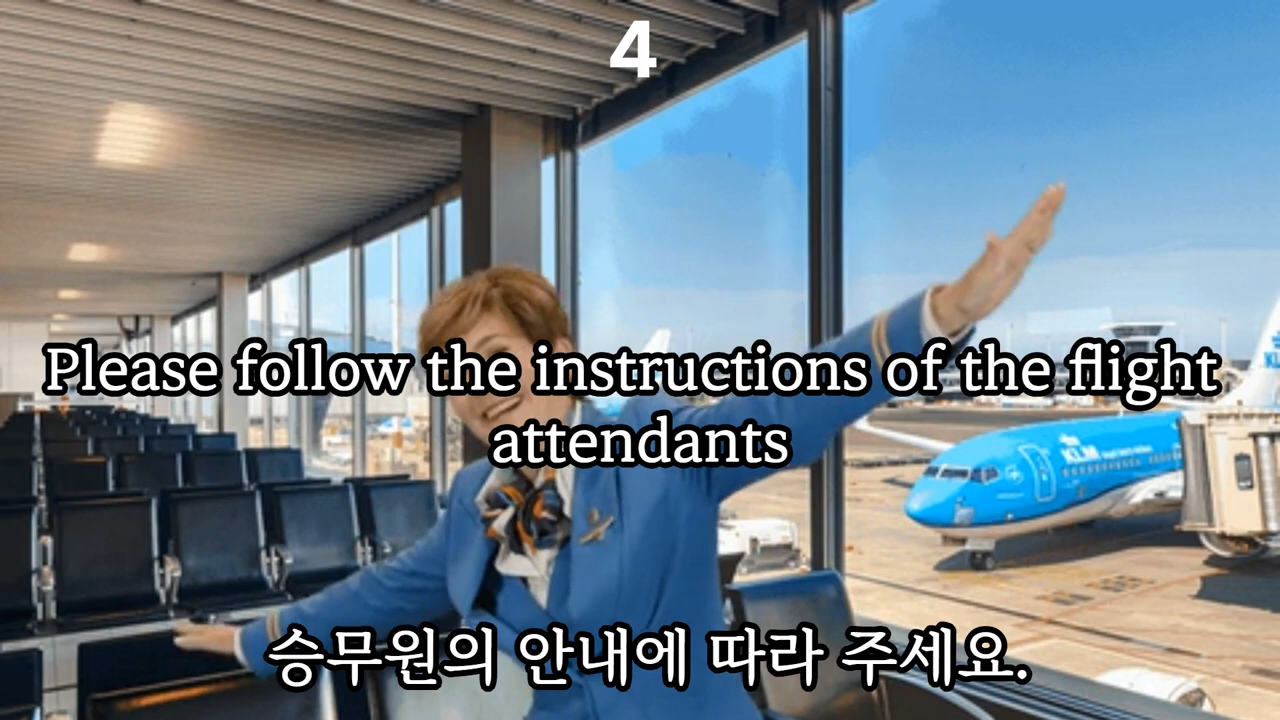 4
Please follow the instructions of the flight
attendants
승무원의 안내에 따라 주세요.
KLM